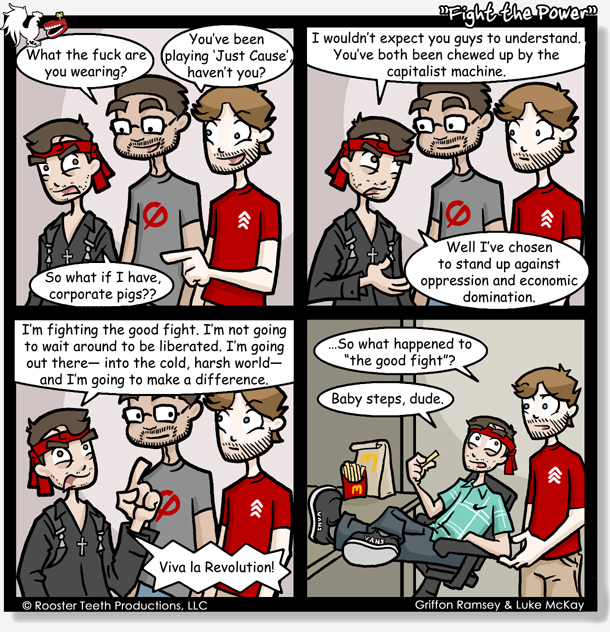 "Fight the Power"
What the fuck are
you wearing?
You've been
playing 'Just Cause',
haven't you?
So what if I have,
corporate pigs??
I wouldn't expect you guys to understand.
You've both been chewed up by the
capitalist machine.
Well I've chosen
to stand up against
oppression and economic
domination.
I'm fighting the good fight. I'm not going
to wait around to be liberated. I'm going
out there— into the cold, harsh world—
and I'm going to make a difference.
Viva la Revolution!
...So what happened to
"the good fight"?
Baby steps, dude.
m
m
VANS
VANS
© Rooster Teeth Productions, LLC
Griffon Ramsey & Luke McKay